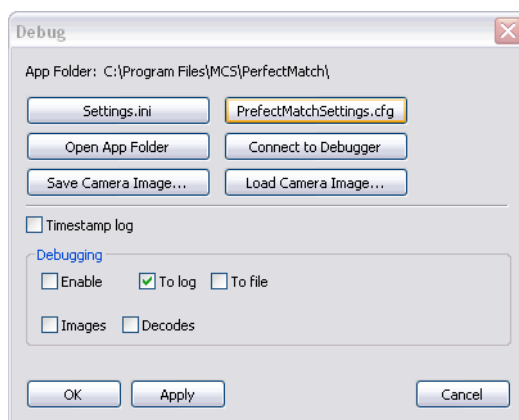 Debug
App Folder: C:\Program Files\MCS\PerfectMatch\
Settings.ini PrefectMatchSettings.cfg
Open App Folder Connect to Debugger
Save Camera Image... Load Camera Image...
Timestamp log
Debugging
Enable To log To file
Images Decodes
OK Apply Cancel